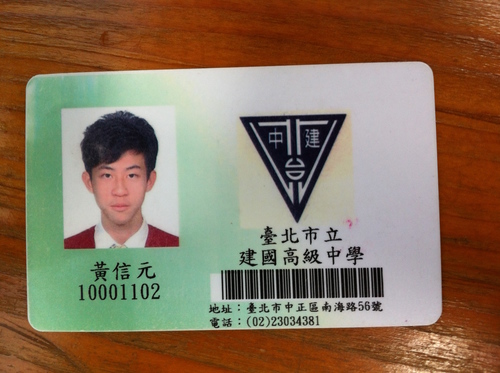 中 建
台
臺北市立
建國高級中學
黃信元
10001102
地址：臺北市中正區南海路56號
電話：(02)23034381